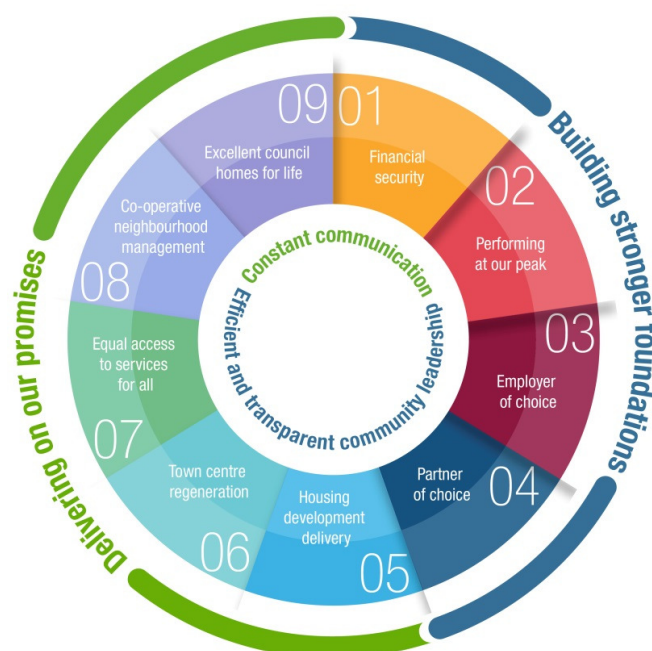 Building stronger foundations
Delivering on our promises
Constant communication
Efficient and transparent community leadership
01
Financial
security
02
Performing
at our peak
03
Employer
of choice
04
Partner
of choice
05
Housing
development
delivery
06
Town centre
regeneration
07
Equal access
to services
for all
08
Co-operative
neighbourhood
management
09
Excellent council
homes for life